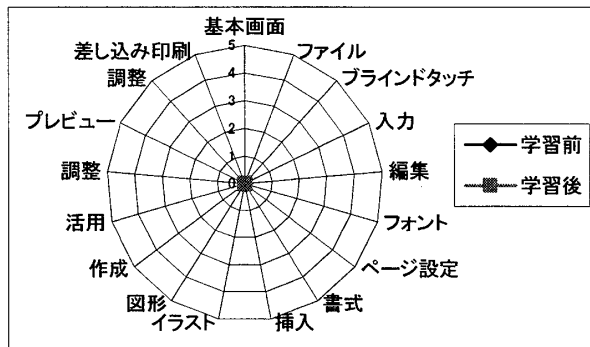 基本画面
ファイル
ブラインドタッチ
入力
編集
フォント
ページ設定
書式
挿入
イラスト
図形
作成
活用
調整
プレビュー
調整
差し込み印刷
5
4
3
2
1
0
学習前
学習後